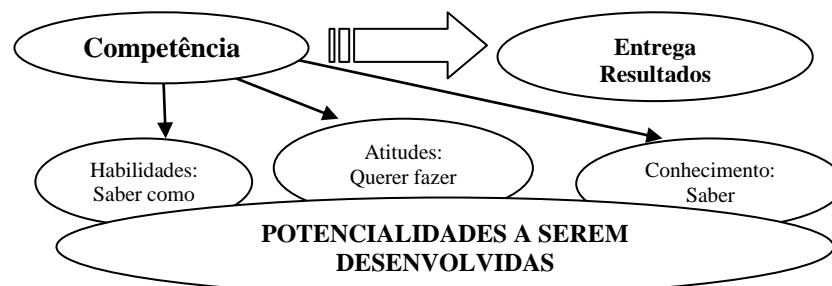 Competência
Entrega
Resultados
Habilidades:
Saber como
Atitudes:
Querer fazer
Conhecimento:
Saber
POTENCIALIDADES A SEREM
DESENVOLVIDAS